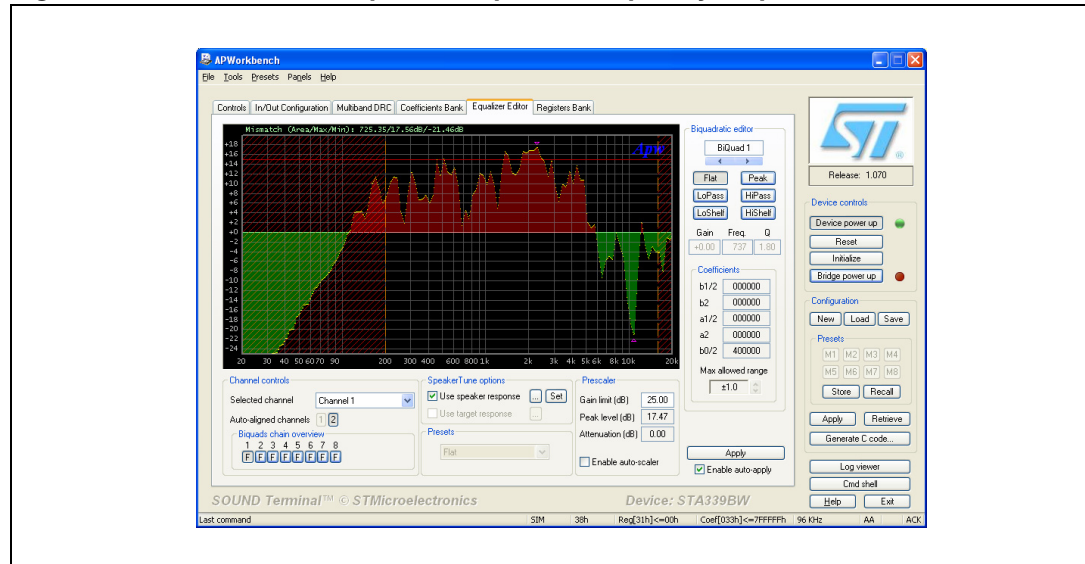 APWorkbench
File Tools Presets Panels Help
Controls In/Out Configuration Multiband DRC Coefficients Bank Equalizer Editor Registers Bank
Mismatch (Area/Max/Min): 725.35/17.56dB/-21.46dB
Apw
+18
+16
+14
+12
+10
+8
+6
+4
+2
+0
-2
-4
-6
-8
-10
-12
-14
-16
-18
-20
-22
-24
20 30 40 50 60 70 90 200 300 400 600 800 1k 2k 3k 4k 5k 6k 8k 10k 20k
Biquadratic editor
BiQuad 1
Flat Peak
LoPass HiPass
LoShelf HiShelf
Gain Freq. Q
+0.00 737 1.80
Coefficients
b1/2 000000
b2 000000
a1/2 000000
a2 000000
b0/2 400000
Max allowed range
±1.0
Apply
Enable auto-apply
Channel controls
Selected channel Channel 1
Auto-aligned channels 1 2
Biquads chain overview
1 2 3 4 5 6 7 8
F F F F F F F F
SpeakerTune options
Use speaker response ... Set
Use target response ...
Presets
Flat
Prescaler
Gain limit (dB) 25.00
Peak level (dB) 17.47
Attenuation (dB) 0.00
Enable auto-scaler
ST
®
Release: 1.070
Device controls
Device power up
Reset
Initialize
Bridge power up
Configuration
New Load Save
Presets
M1 M2 M3 M4
M5 M6 M7 M8
Store Recall
Apply Retrieve
Generate C code...
Log viewer
Cmd shell
Help Exit
SOUND Terminal™ © STMicroelectronics Device: STA339BW
Last command SIM 38h Reg[31h]<=00h Coef[033h]<=7FFFFFh 96 KHz AA ACK